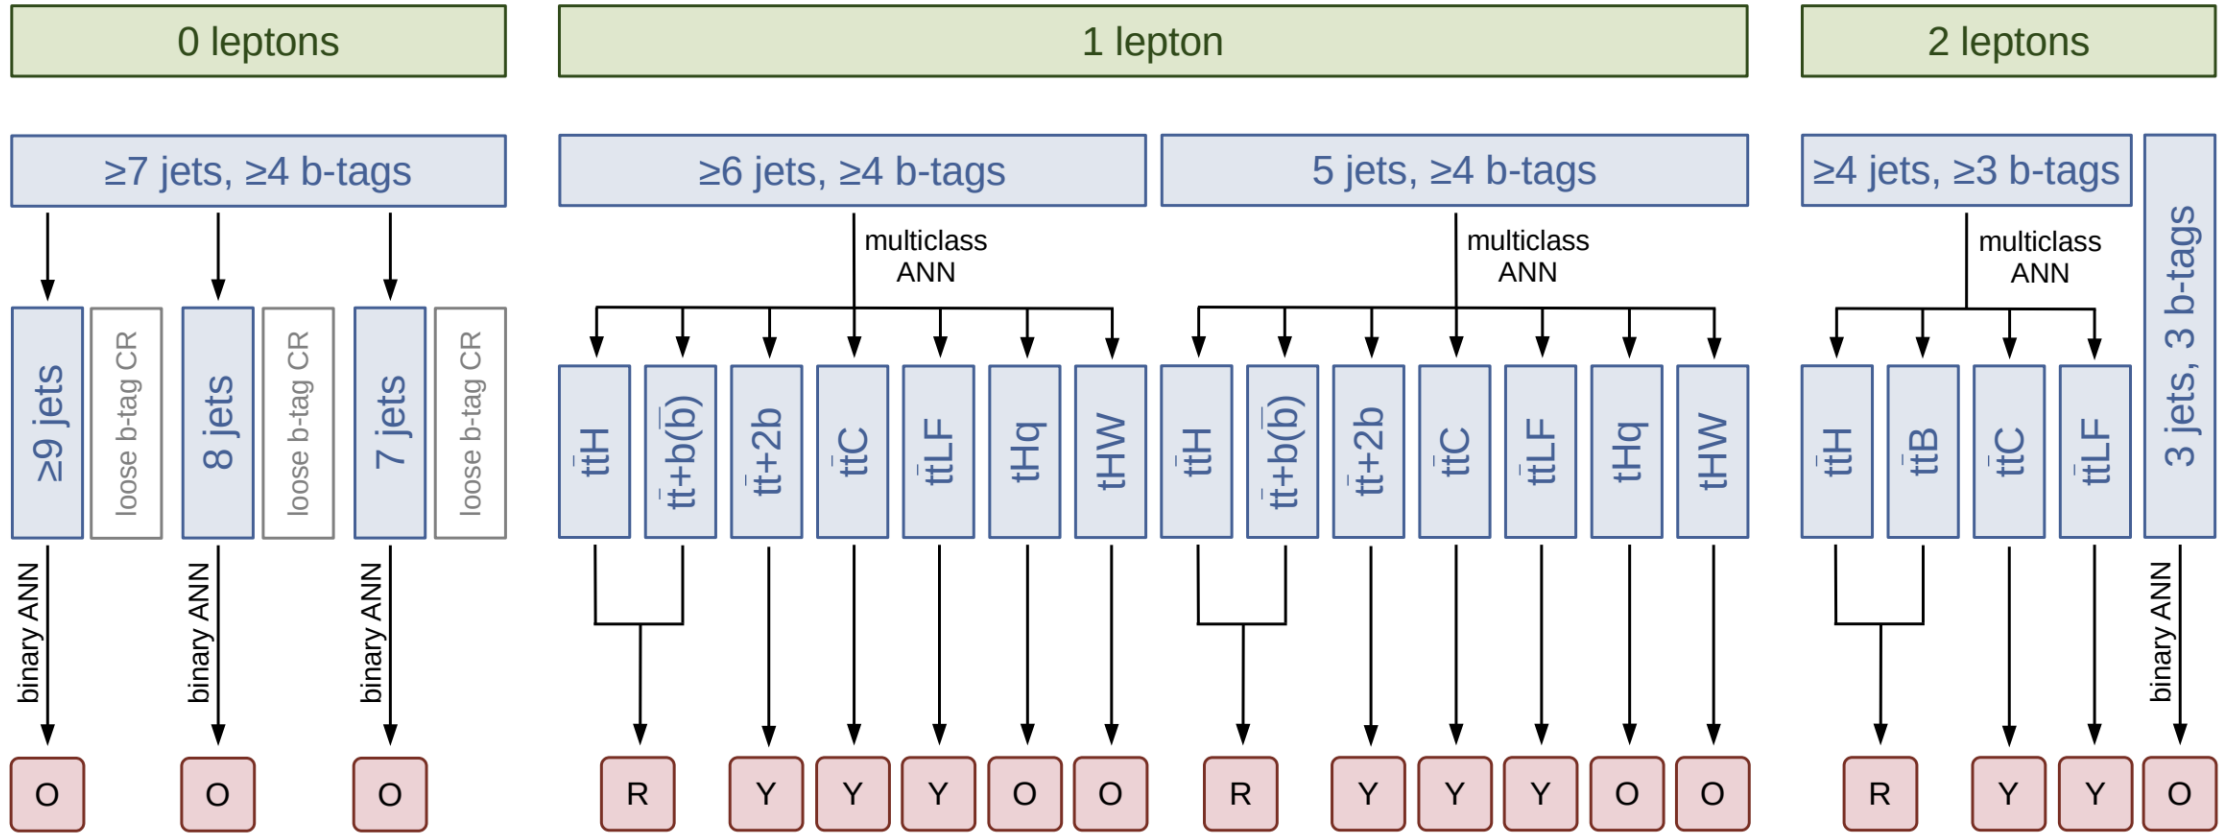 0 leptons
1 lepton
2 leptons
≥7 jets, ≥4 b-tags
≥6 jets, ≥4 b-tags
5 jets, ≥4 b-tags
≥4 jets, ≥3 b-tags
3 jets, 3 b-tags
multiclass
ANN
multiclass
ANN
multiclass
ANN
≥9 jets
loose b-tag CR
8 jets
loose b-tag CR
7 jets
loose b-tag CR
tt̄H
tt̄+b(b̄)
tt̄+2b
tt̄C
tt̄LF
tHq
tHW
tt̄H
tt̄+b(b̄)
tt̄+2b
tt̄C
tt̄LF
tHq
tHW
tt̄H
tt̄B
tt̄C
tt̄LF
binary ANN
binary ANN
binary ANN
binary ANN
O
O
O
R
Y
Y
Y
O
O
R
Y
Y
Y
O
O
R
Y
Y
O